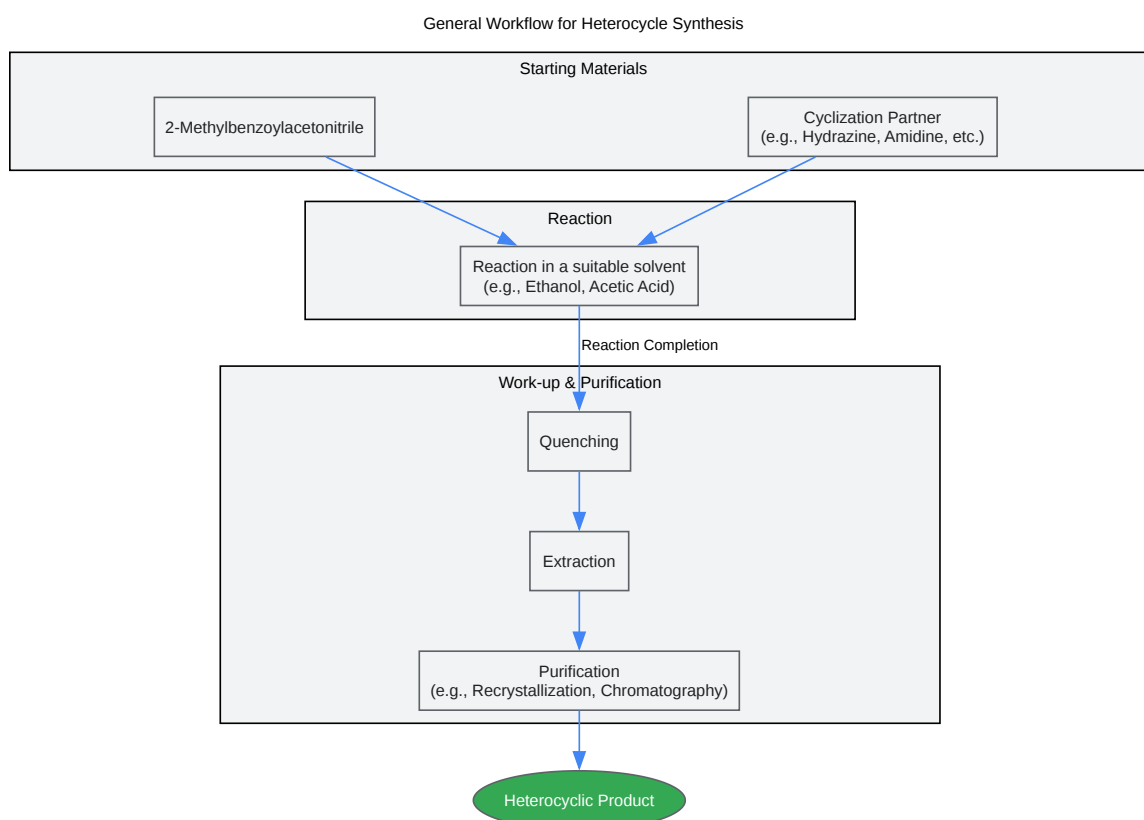 General Workflow for Heterocycle Synthesis
Starting Materials
2-Methylbenzoylacetonitrile
Cyclization Partner
(e.g., Hydrazine, Amidine, etc.)
Reaction
Reaction in a suitable solvent
(e.g., Ethanol, Acetic Acid)
Reaction Completion
Work-up & Purification
Quenching
Extraction
Purification
(e.g., Recrystallization, Chromatography)
Heterocyclic Product